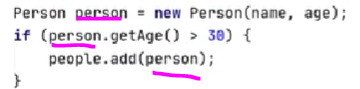 Person person = new Person(name, age);
if (person.getAge() > 30) {
    people.add(person);
}